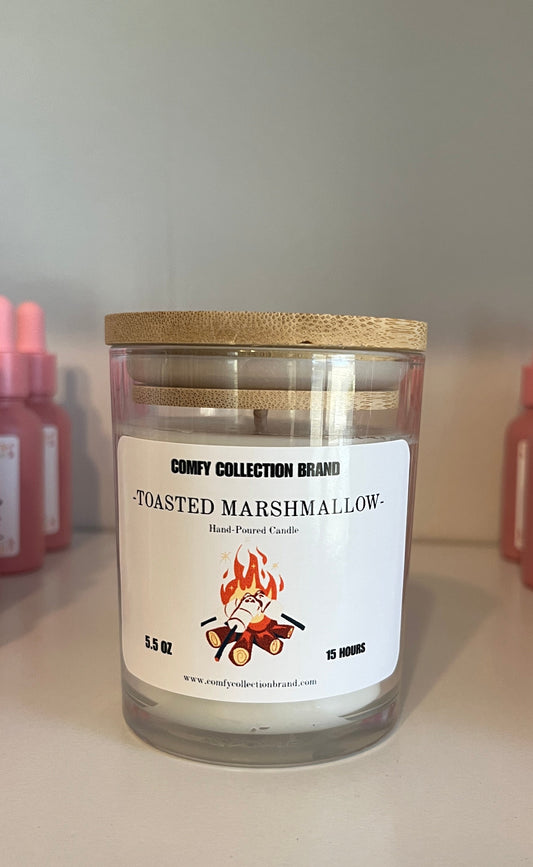 COMFY COLLECTION BRAND
-TOASTED MARSHMALLOW-
Hand-Poured Candle
5.5 OZ
15 HOURS
www.comfycollectionbrand.com